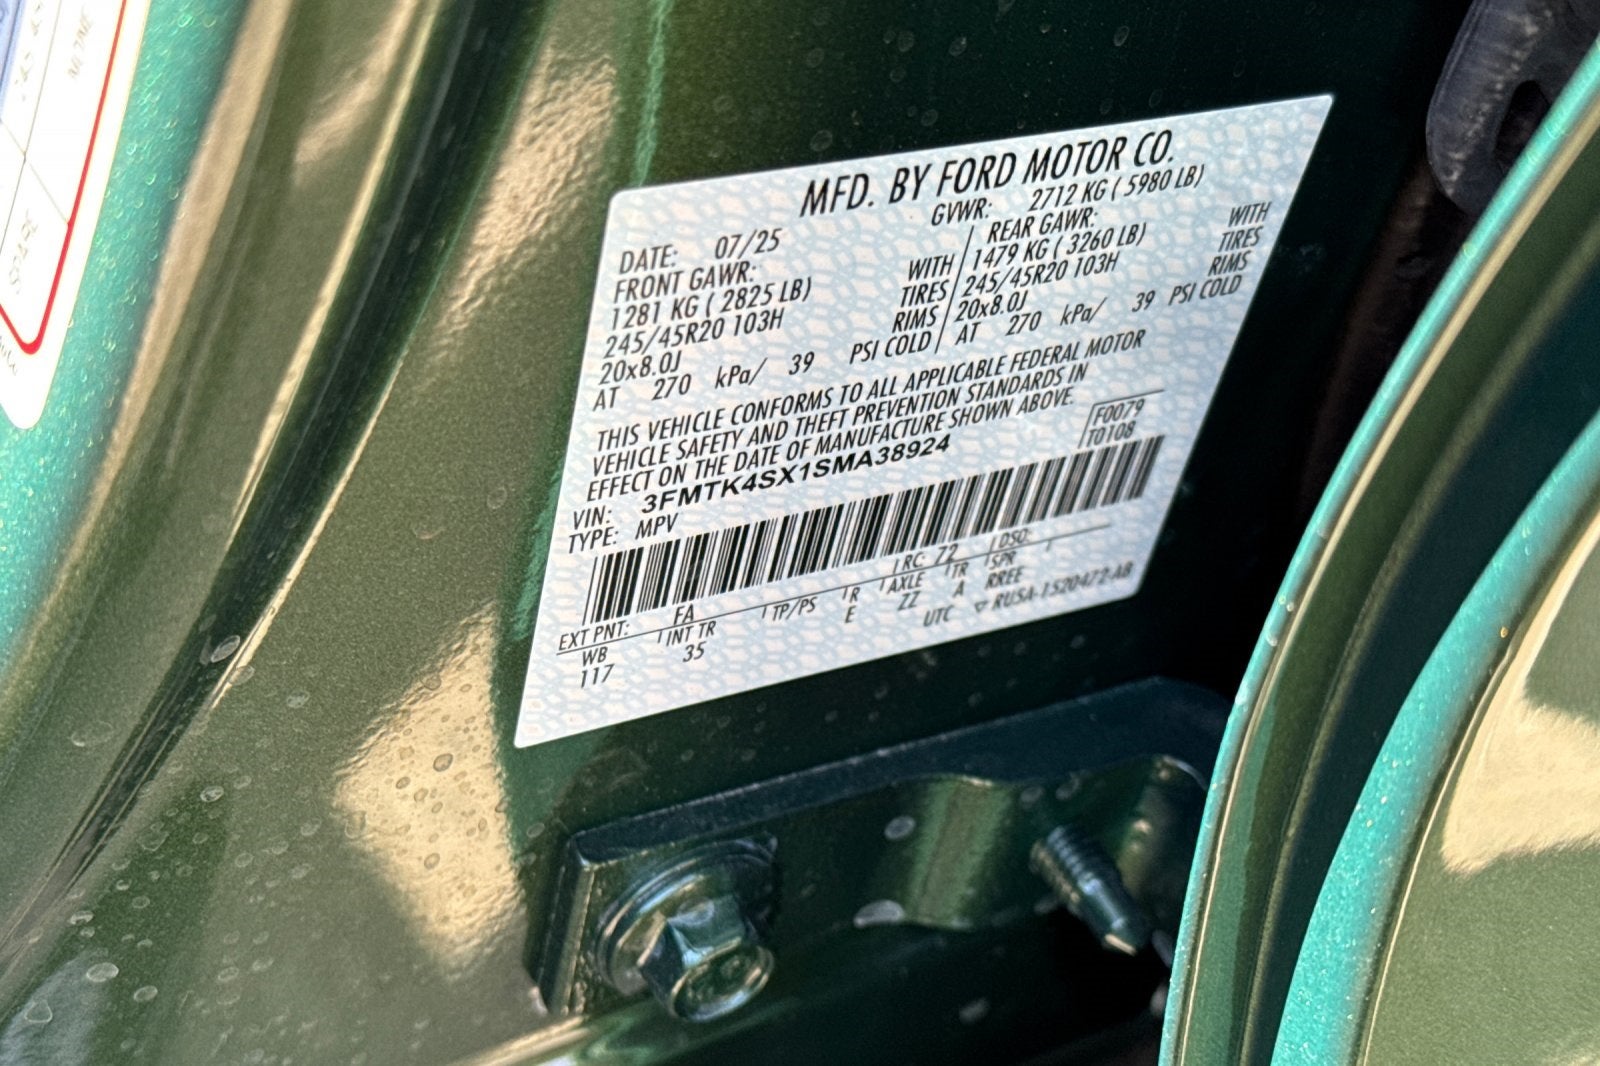 MFD. BY FORD MOTOR CO.
DATE: 07/25 GVWR: 2712 KG ( 5980 LB)
FRONT GAWR: REAR GAWR:
1281 KG ( 2825 LB) WITH 1479 KG ( 3260 LB) WITH
245/45R20 103H TIRES 245/45R20 103H TIRES
20x8.0J RIMS 20x8.0J RIMS
AT 270 kPa/ 39 PSI COLD AT 270 kPa/ 39 PSI COLD
THIS VEHICLE CONFORMS TO ALL APPLICABLE FEDERAL MOTOR
VEHICLE SAFETY AND THEFT PREVENTION STANDARDS IN
EFFECT ON THE DATE OF MANUFACTURE SHOWN ABOVE.
F0079
T0108
VIN: 3FMTK4SX1SMA38924
TYPE: MPV
EXT PNT: FA RC: 72 DSO:
WB INT TR TP/PS R AXLE TR SPR
117 35 E ZZ A RREE
UTC ▽ RUSA-1520472-AB